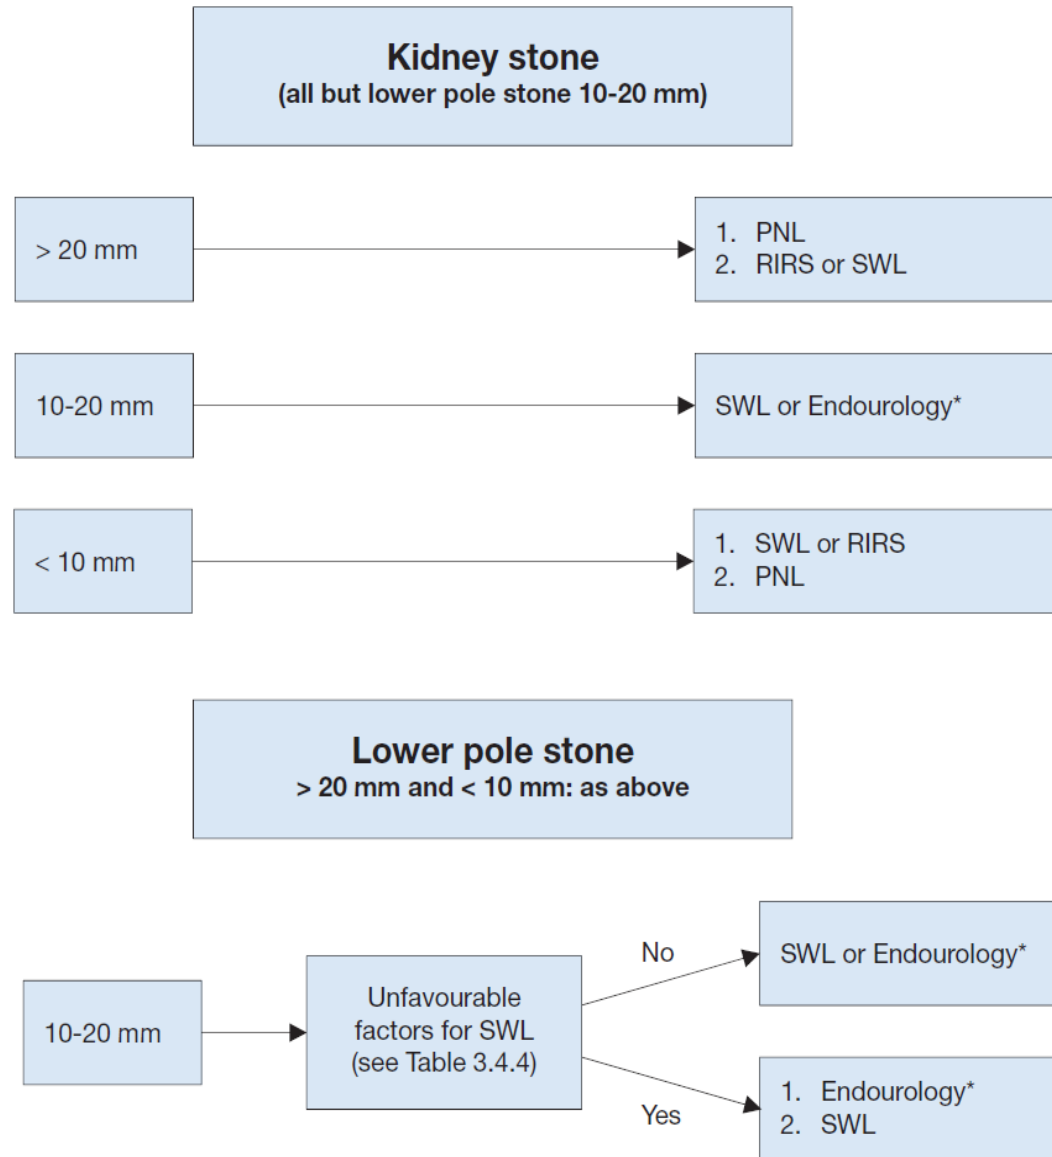 Kidney stone
(all but lower pole stone 10-20 mm)
> 20 mm
1. PNL
2. RIRS or SWL
10-20 mm
SWL or Endourology*
< 10 mm
1. SWL or RIRS
2. PNL
Lower pole stone
> 20 mm and < 10 mm: as above
10-20 mm
Unfavourable
factors for SWL
(see Table 3.4.4)
No
SWL or Endourology*
Yes
1. Endourology*
2. SWL